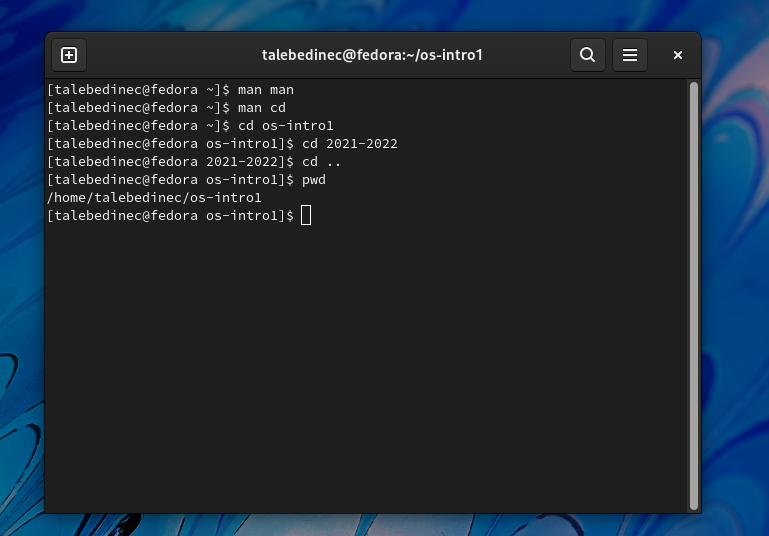 talebedinec@fedora:~/os-intro1
[talebedinec@fedora ~]$ man man
[talebedinec@fedora ~]$ man cd
[talebedinec@fedora ~]$ cd os-intro1
[talebedinec@fedora os-intro1]$ cd 2021-2022
[talebedinec@fedora 2021-2022]$ cd ..
[talebedinec@fedora os-intro1]$ pwd
/home/talebedinec/os-intro1
[talebedinec@fedora os-intro1]$